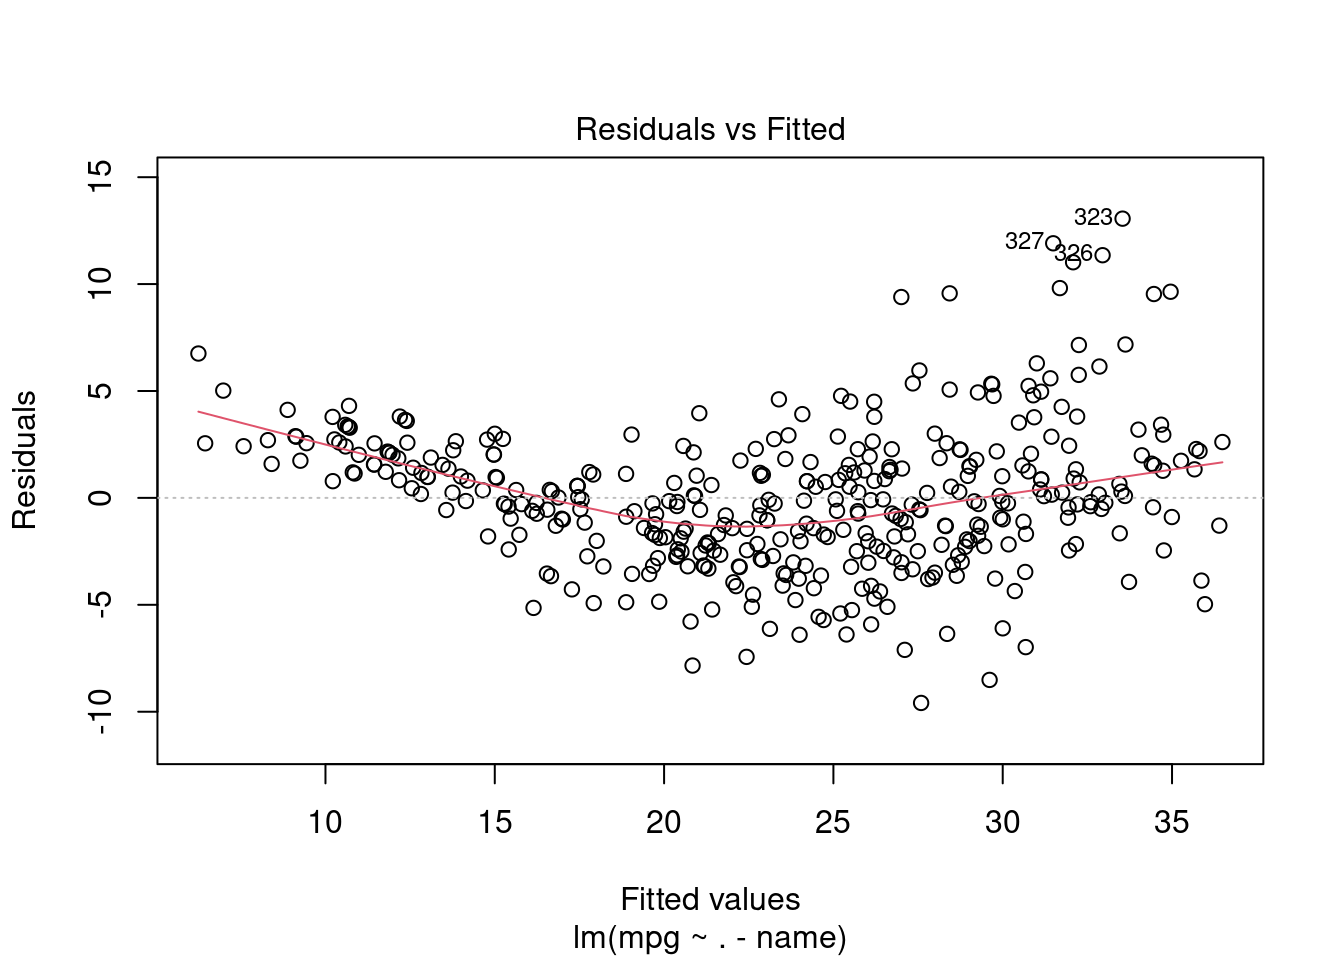 Residuals vs Fitted
Residuals
15
10
5
0
-5
-10
323
327
326
10 15 20 25 30 35
Fitted values
lm(mpg ~ . - name)